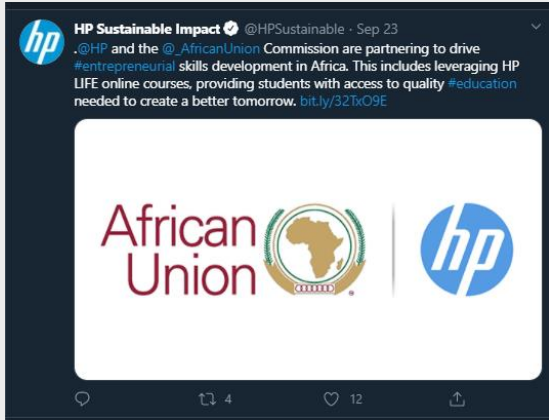 HP Sustainable Impact @HPSustainable · Sep 23
.@HP and the @_AfricanUnion Commission are partnering to drive
#entrepreneurial skills development in Africa. This includes leveraging HP
LIFE online courses, providing students with access to quality #education
needed to create a better tomorrow. bit.ly/32TxO9E
African
Union
hp
4 12